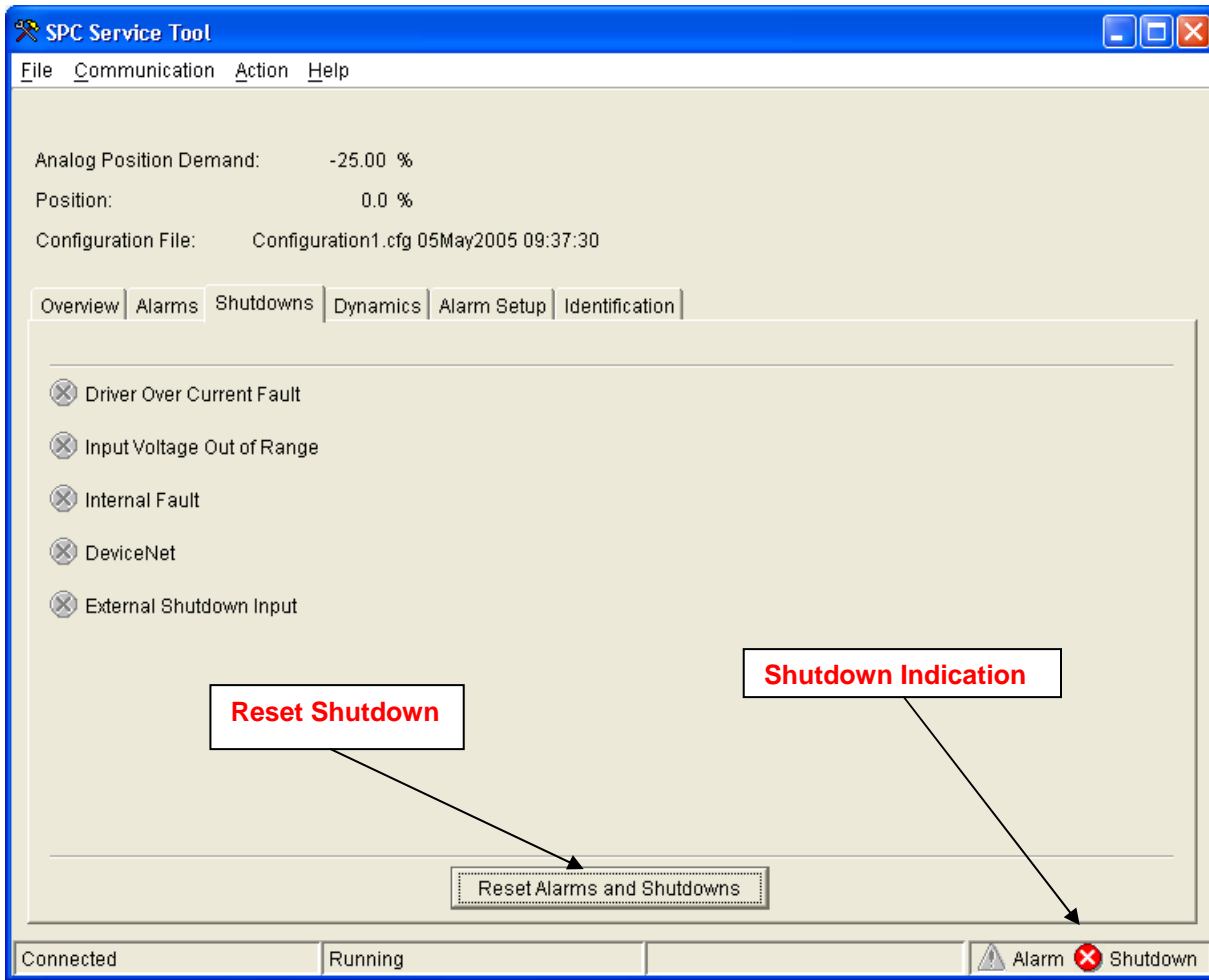 SPC Service Tool
File Communication Action Help
Analog Position Demand: -25.00 %
Position: 0.0 %
Configuration File: Configuration1.cfg 05May2005 09:37:30
Overview Alarms Shutdowns Dynamics Alarm Setup Identification
Driver Over Current Fault
Input Voltage Out of Range
Internal Fault
DeviceNet
External Shutdown Input
Shutdown Indication
Reset Shutdown
Reset Alarms and Shutdowns
Connected Running Alarm Shutdown